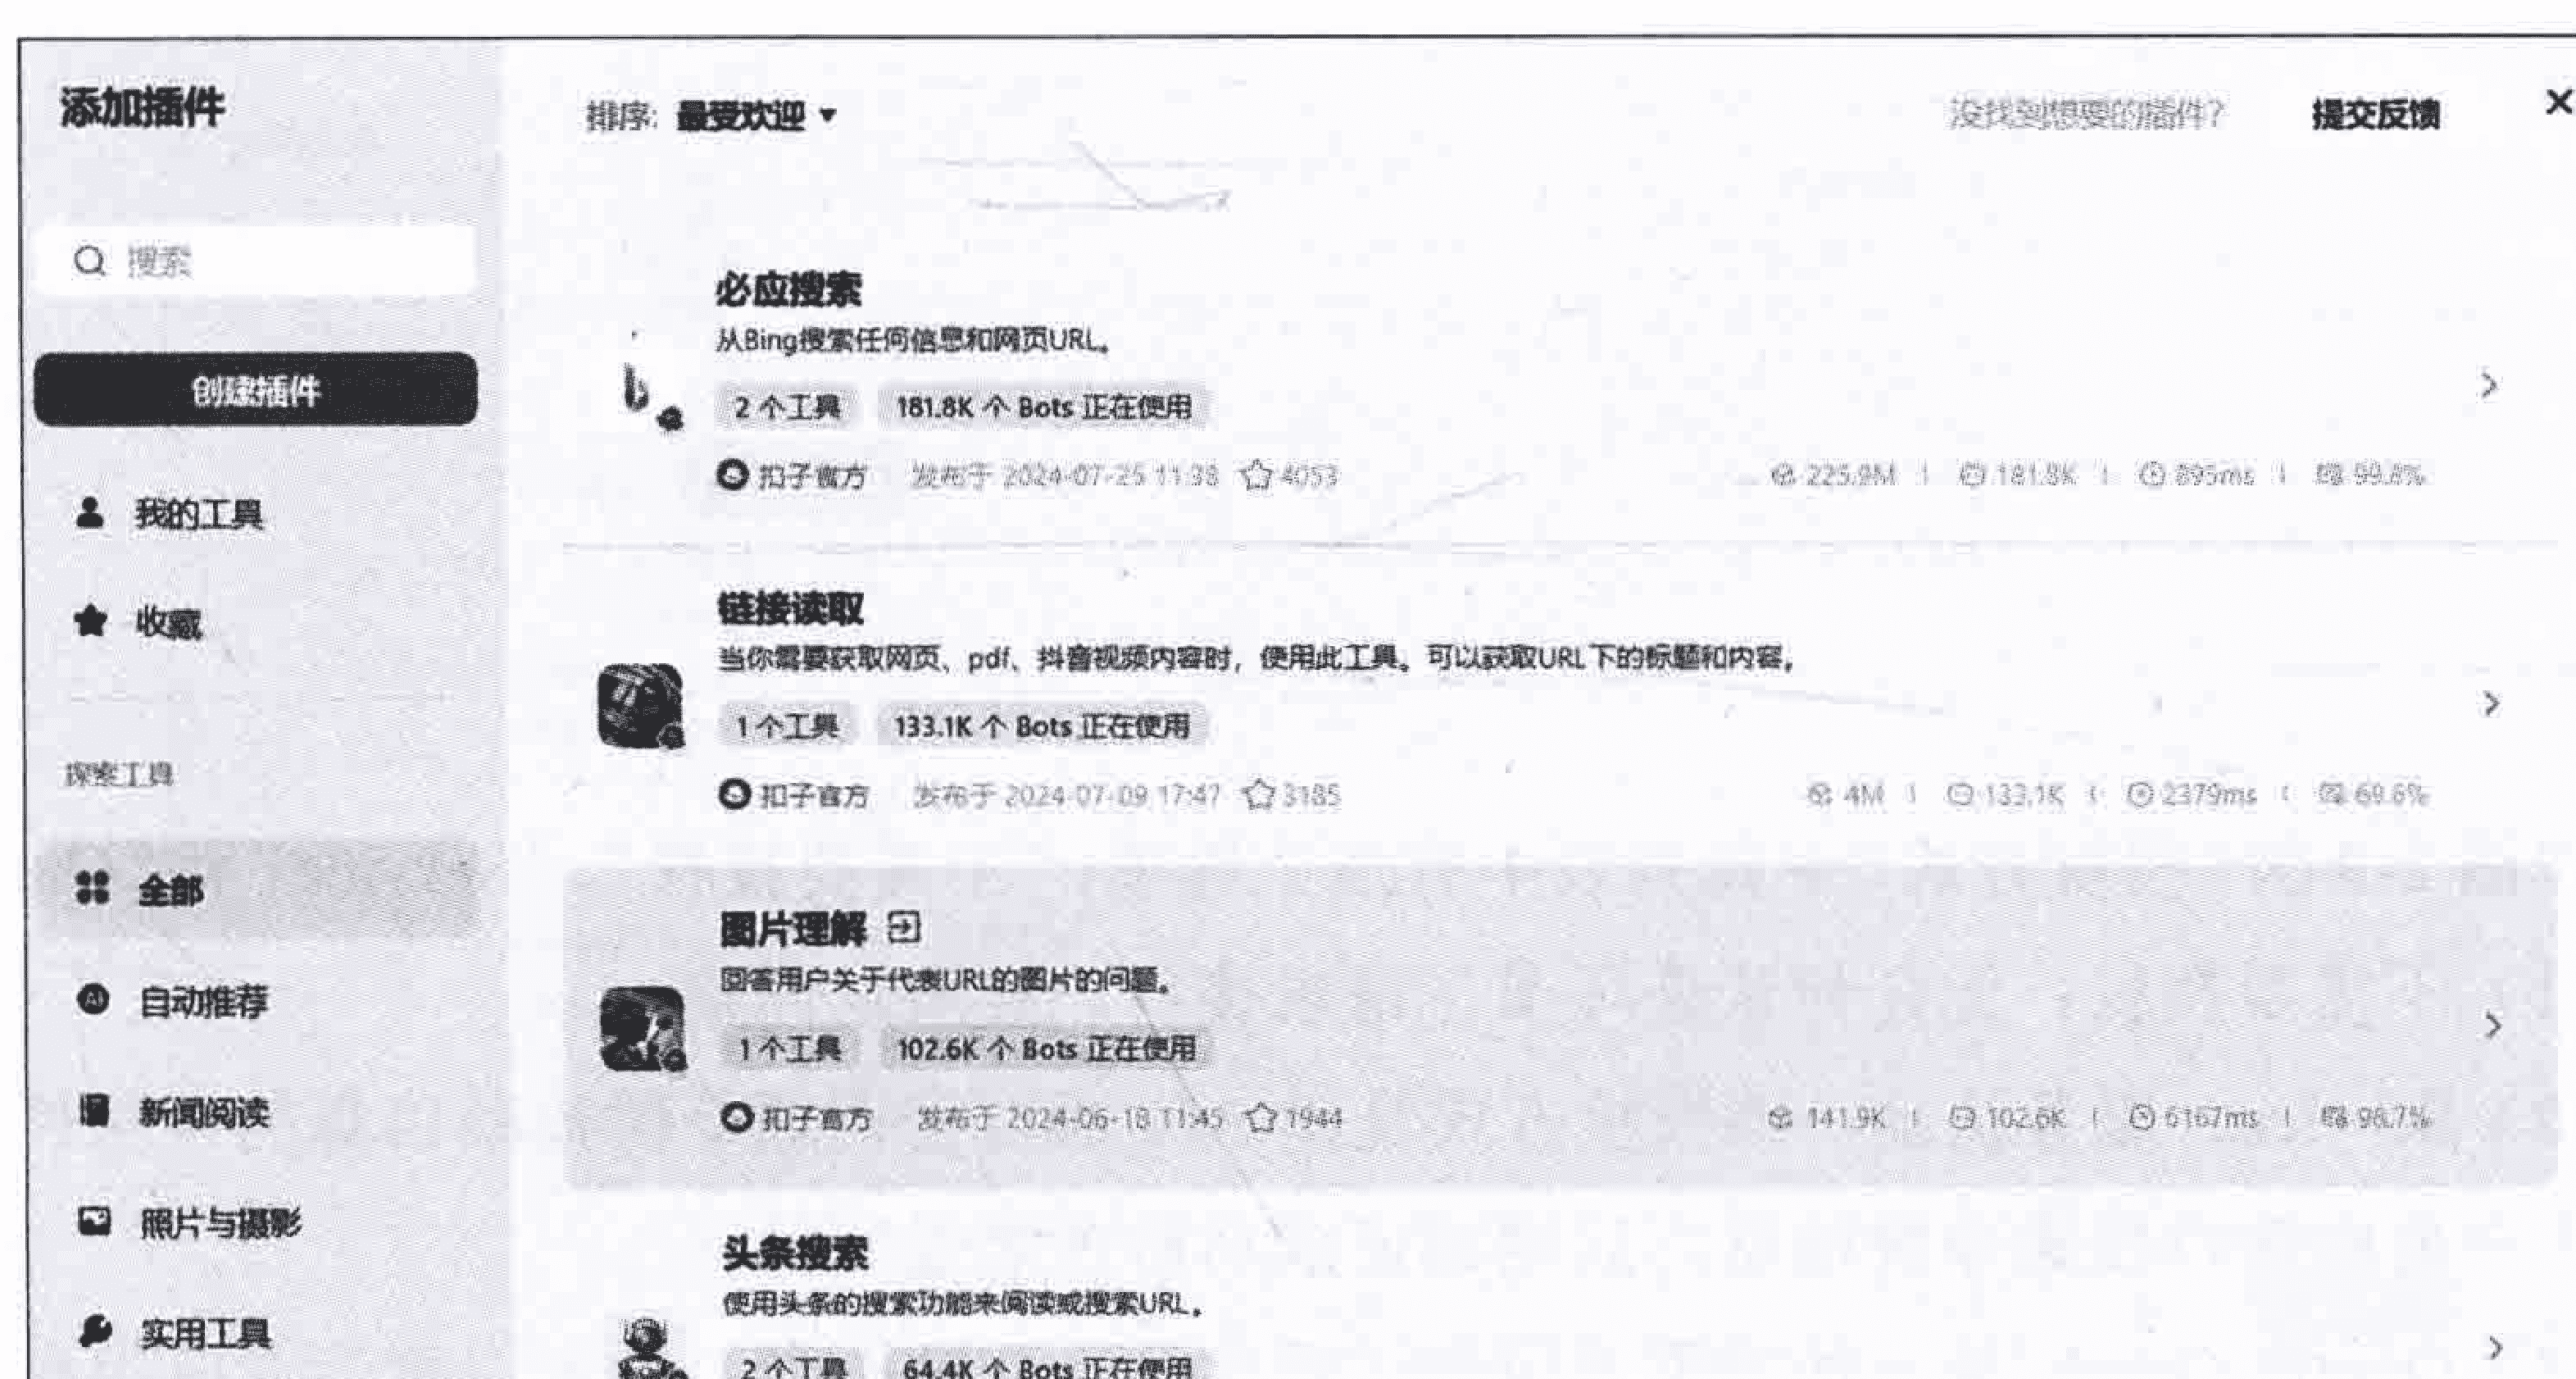 添加插件
搜索
创建插件
我的工具
收藏
探索工具
全部
自动推荐
新闻阅读
照片与摄影
实用工具
排序: 最受欢迎
没找到想要的插件?
提交反馈
必应搜索
从Bing搜索任何信息和网页URL。
2 个工具 181.8K 个 Bots 正在使用
扣子官方 发布于 2024-07-25 11:38 4053
225.9M 181.8K 895ms 99.8%
链接读取
当你需要获取网页、pdf、抖音视频内容时，使用此工具。可以获取URL下的标题和内容，
1 个工具 133.1K 个 Bots 正在使用
扣子官方 发布于 2024-07-09 17:47 3185
4M 133.1K 2379ms
图片理解
回答用户关于代表URL的图片的问题。
1 个工具 102.6K 个 Bots 正在使用
扣子官方 发布于 2024-06-18 11:45 1944
141.9K 102.6K 6167ms
头条搜索
使用头条的搜索功能来阅读或搜索URL。
2 个工具 64.4K 个 Bots 正在使用